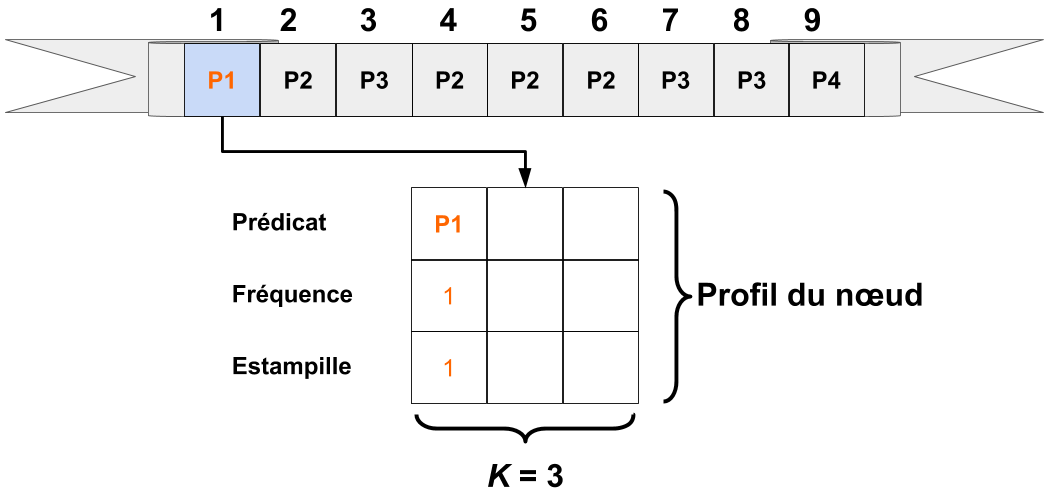 1 2 3 4 5 6 7 8 9
P1 P2 P3 P2 P2 P2 P3 P3 P4
Prédicat P1
Fréquence 1
Profil du nœud
Estampille 1
K = 3